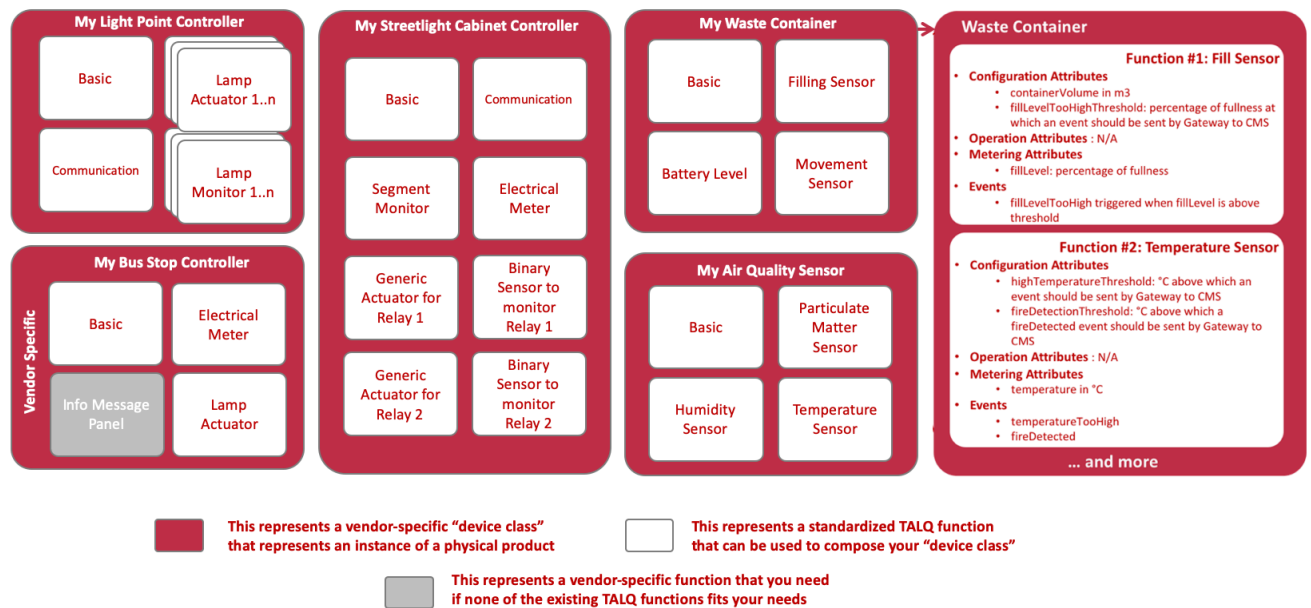 My Light Point Controller
Basic
Lamp
Actuator 1..n
Communication
Lamp
Monitor 1..n
My Bus Stop Controller
Vendor Specific
Basic
Electrical
Meter
Info Message
Panel
Lamp
Actuator
My Streetlight Cabinet Controller
Basic
Communication
Segment
Monitor
Electrical
Meter
Generic
Actuator for
Relay 1
Binary
Sensor to
monitor
Relay 1
Generic
Actuator for
Relay 2
Binary
Sensor to
monitor
Relay 2
My Waste Container
Basic
Filling Sensor
Battery Level
Movement
Sensor
My Air Quality Sensor
Basic
Particulate
Matter
Sensor
Humidity
Sensor
Temperature
Sensor
Waste Container
Function #1: Fill Sensor
• Configuration Attributes
• containerVolume in m3
• fillLevelTooHighThreshold: percentage of fullness at
which an event should be sent by Gateway to CMS
• Operation Attributes : N/A
• Metering Attributes
• fillLevel: percentage of fullness
• Events
• fillLevelTooHigh triggered when fillLevel is above
threshold
Function #2: Temperature Sensor
• Configuration Attributes
• highTemperatureThreshold: °C above which an
event should be sent by Gateway to CMS
• fireDetectionThreshold: °C above which a
fireDetected event should be sent by Gateway to
CMS
• Operation Attributes : N/A
• Metering Attributes
• temperature in °C
• Events
• temperatureTooHigh
• fireDetected
... and more
This represents a vendor-specific “device class”
that represents an instance of a physical product
This represents a standardized TALQ function
that can be used to compose your “device class”
This represents a vendor-specific function that you need
if none of the existing TALQ functions fits your needs